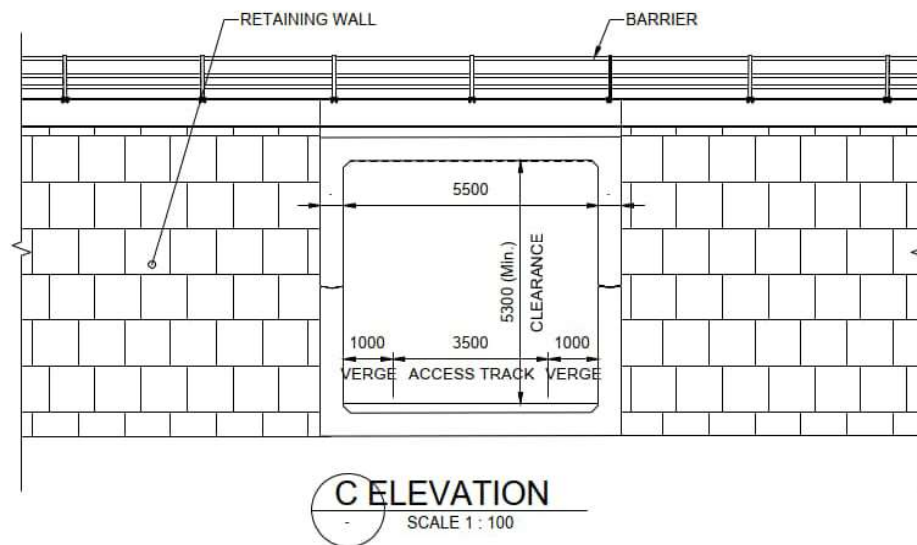 RETAINING WALL
BARRIER
-
5500
-
5300 (Min.)
CLEARANCE
1000
3500
1000
VERGE
ACCESS TRACK
VERGE
C ELEVATION
-
SCALE 1 : 100